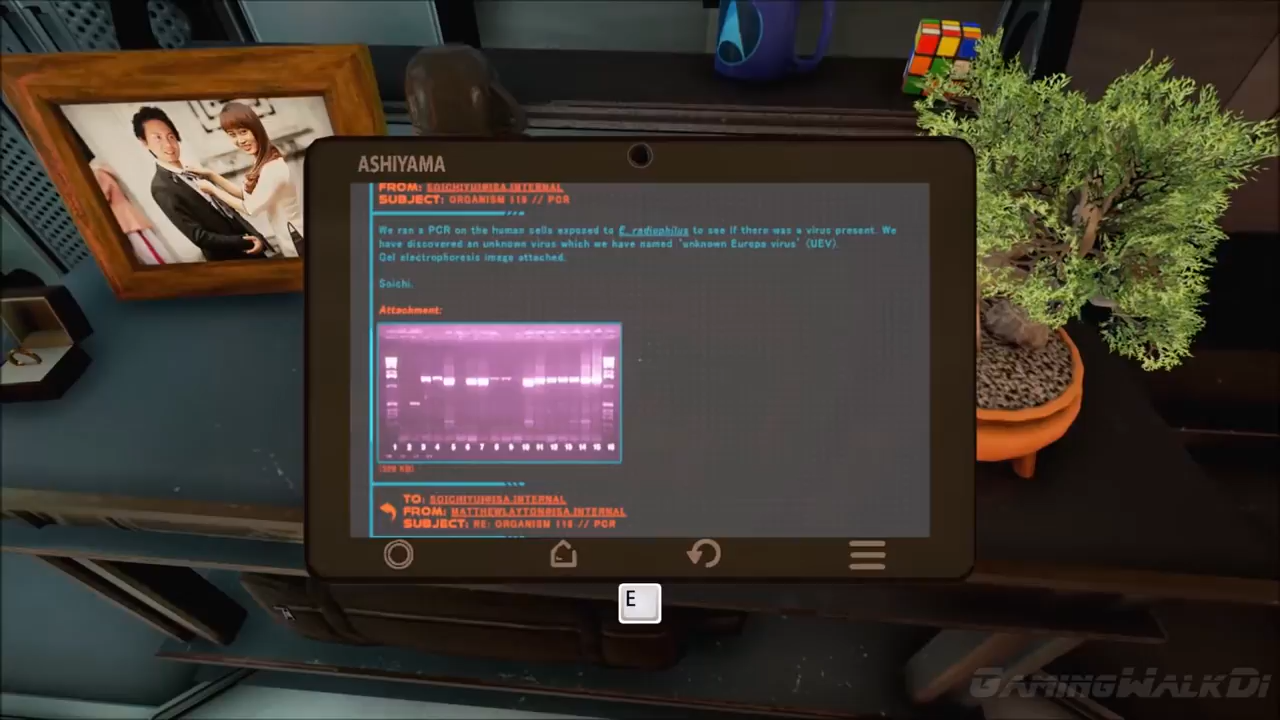 ASHIYAMA
FROM: SOICHIYU@ISA.INTERNAL
SUBJECT: ORGANISM 118 // PCR
We ran a PCR on the human cells exposed to E. radiophilus to see if there was a virus present. We
have discovered an unknown virus which we have named "unknown Europa virus" (UEV).
Gel electrophoresis image attached.
Soichi.
Attachment:
1 2 3 4 5 6 7 8 9 10 11 12 13 14 15 16
TO: SOICHIYU@ISA.INTERNAL
FROM: MATTHEWLAYTON@ISA.INTERNAL
SUBJECT: RE: ORGANISM 118 // PCR
E
GamingWalkDi